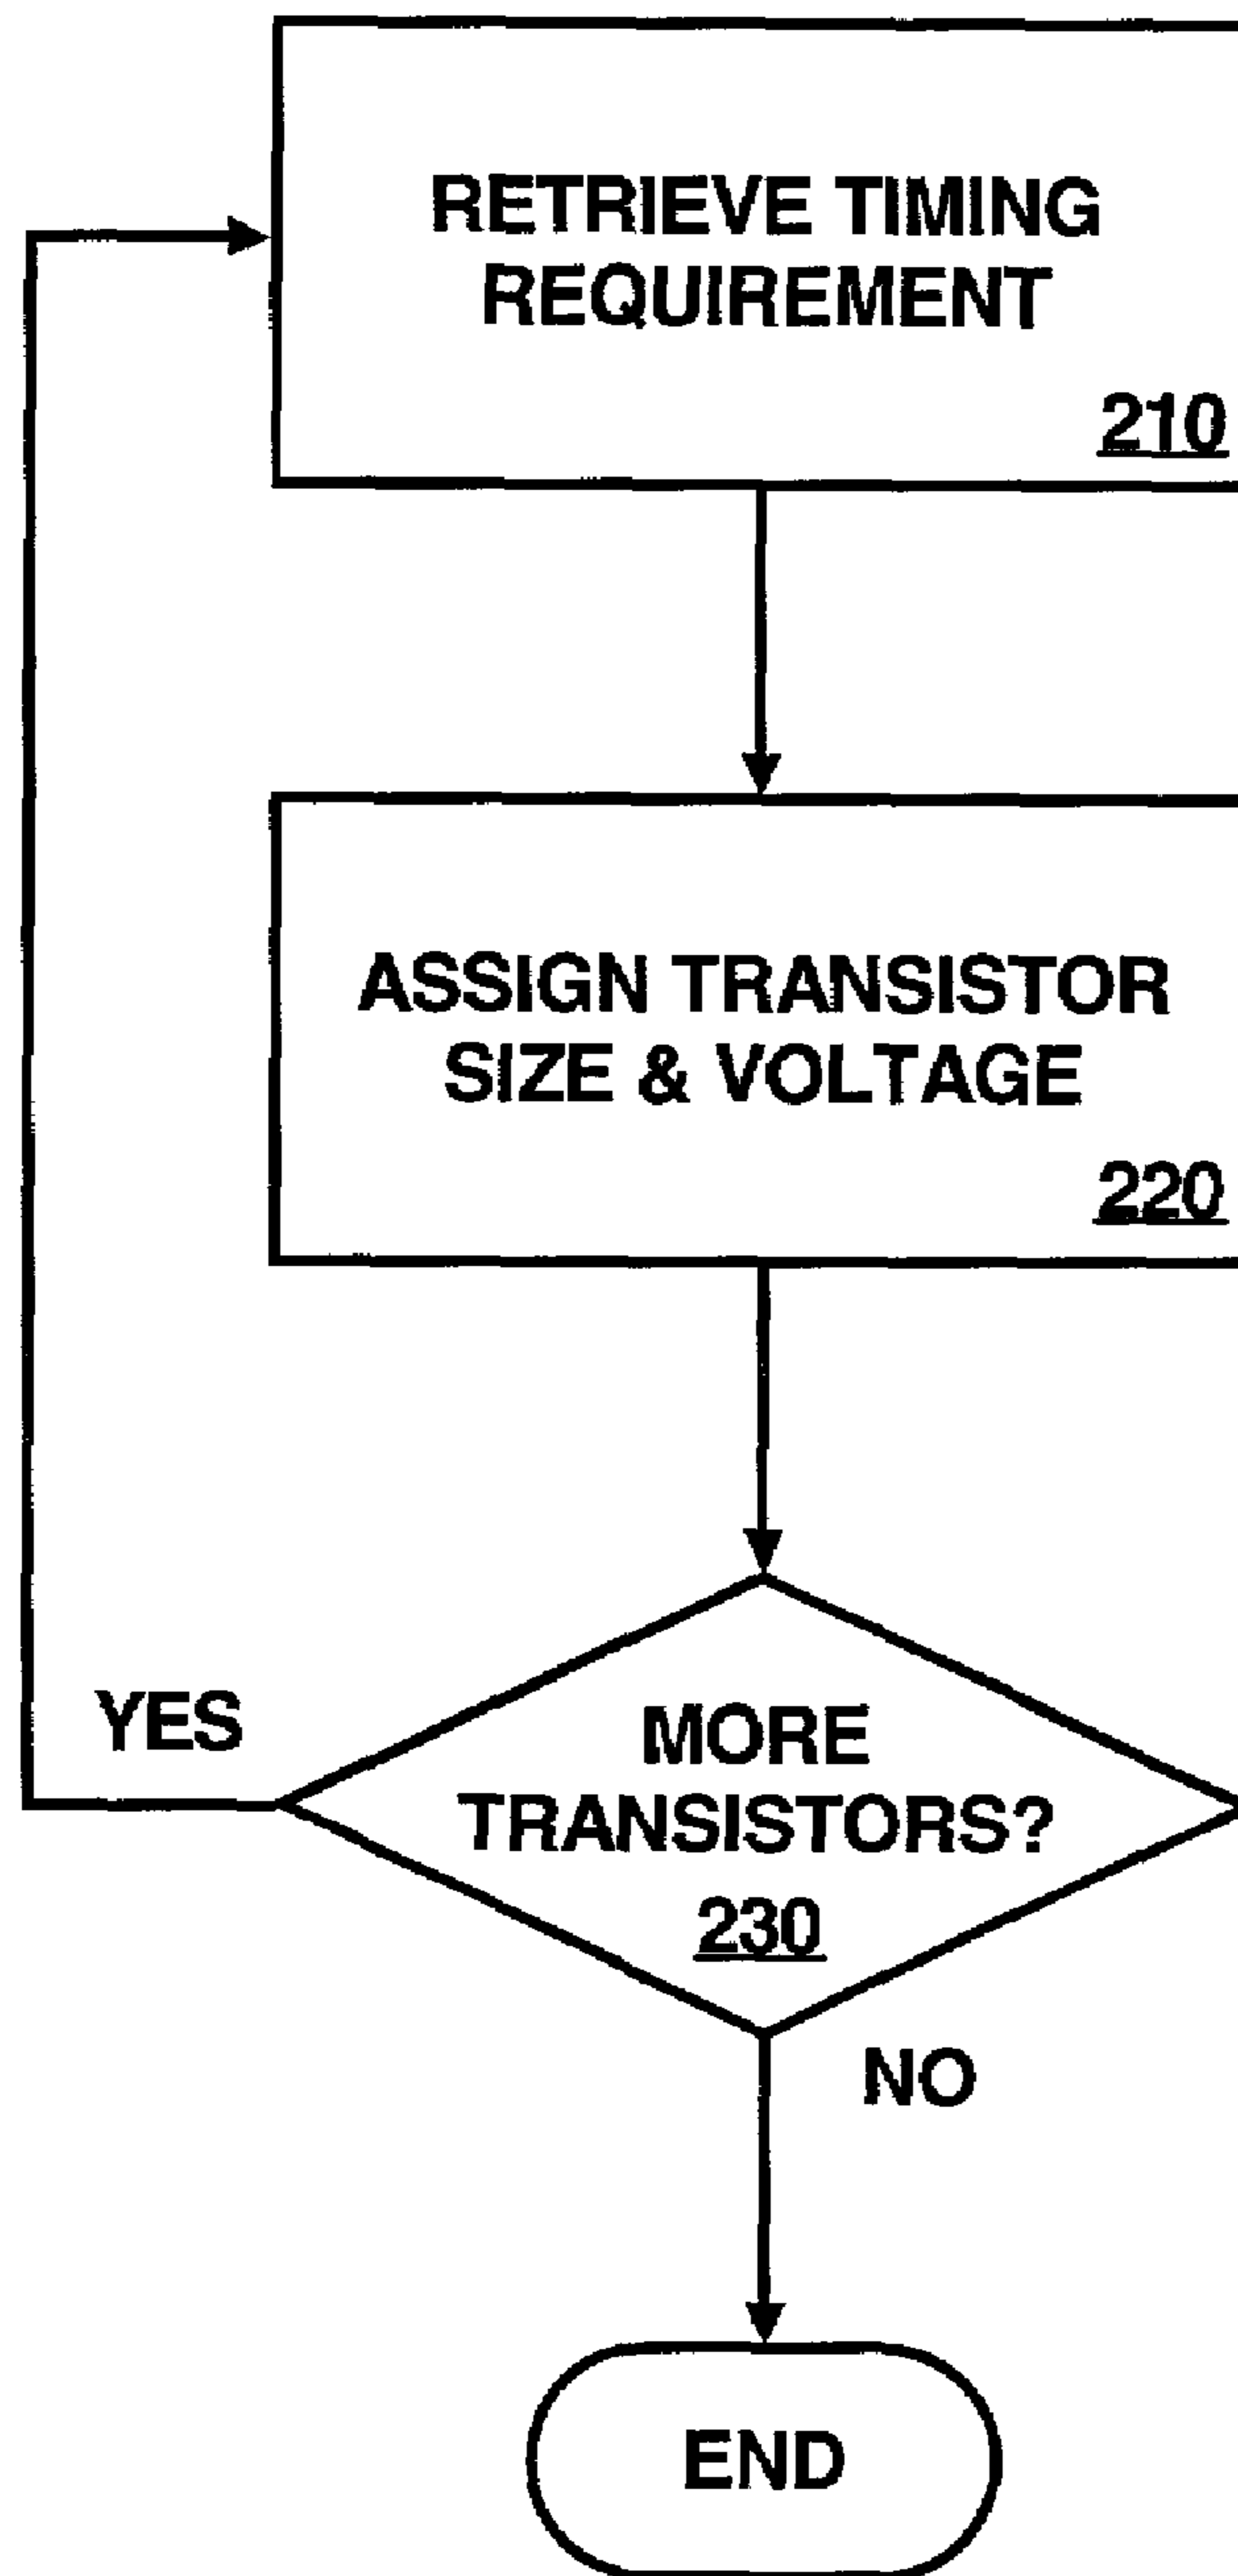 RETRIEVE TIMING
REQUIREMENT
210
ASSIGN TRANSISTOR
SIZE & VOLTAGE
220
YES
MORE
TRANSISTORS?
230
NO
END